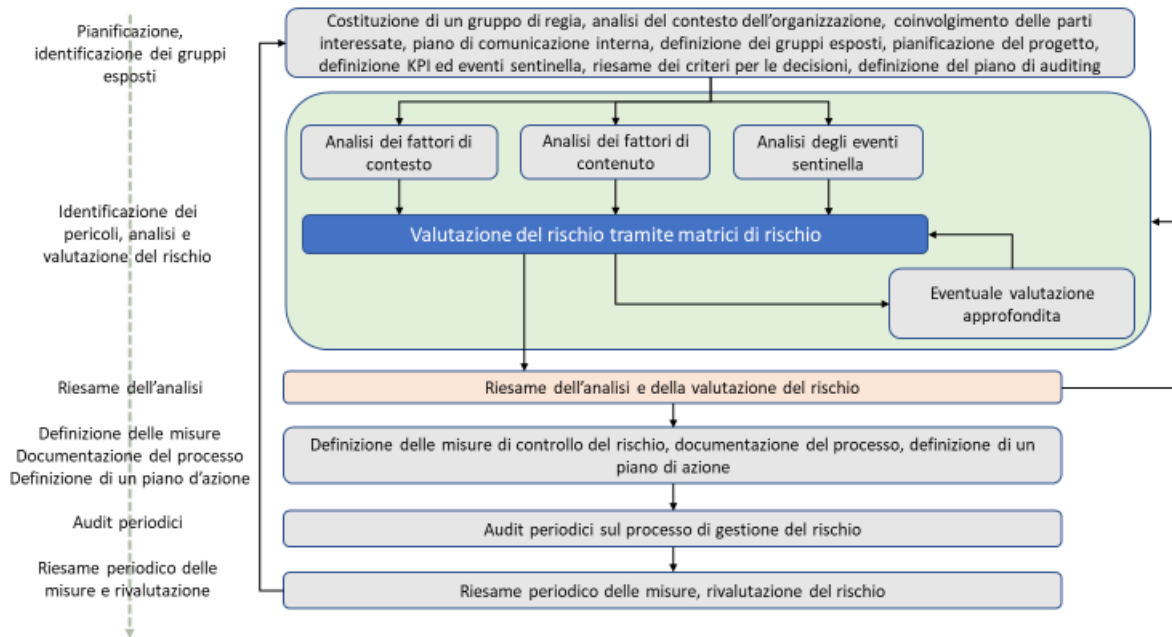 Pianificazione,
identificazione dei gruppi
esposti
Costituzione di un gruppo di regia, analisi del contesto dell'organizzazione, coinvolgimento delle parti
interessate, piano di comunicazione interna, definizione dei gruppi esposti, pianificazione del progetto,
definizione KPI ed eventi sentinella, riesame dei criteri per le decisioni, definizione del piano di auditing
Analisi dei fattori di
contesto
Analisi dei fattori di
contenuto
Analisi degli eventi
sentinella
Identificazione dei
pericoli, analisi e
valutazione del rischio
Valutazione del rischio tramite matrici di rischio
Eventuale valutazione
approfondita
Riesame dell'analisi
Riesame dell'analisi e della valutazione del rischio
Definizione delle misure
Documentazione del processo
Definizione di un piano d'azione
Definizione delle misure di controllo del rischio, documentazione del processo, definizione di un
piano di azione
Audit periodici
Audit periodici sul processo di gestione del rischio
Riesame periodico delle
misure e rivalutazione
Riesame periodico delle misure, rivalutazione del rischio